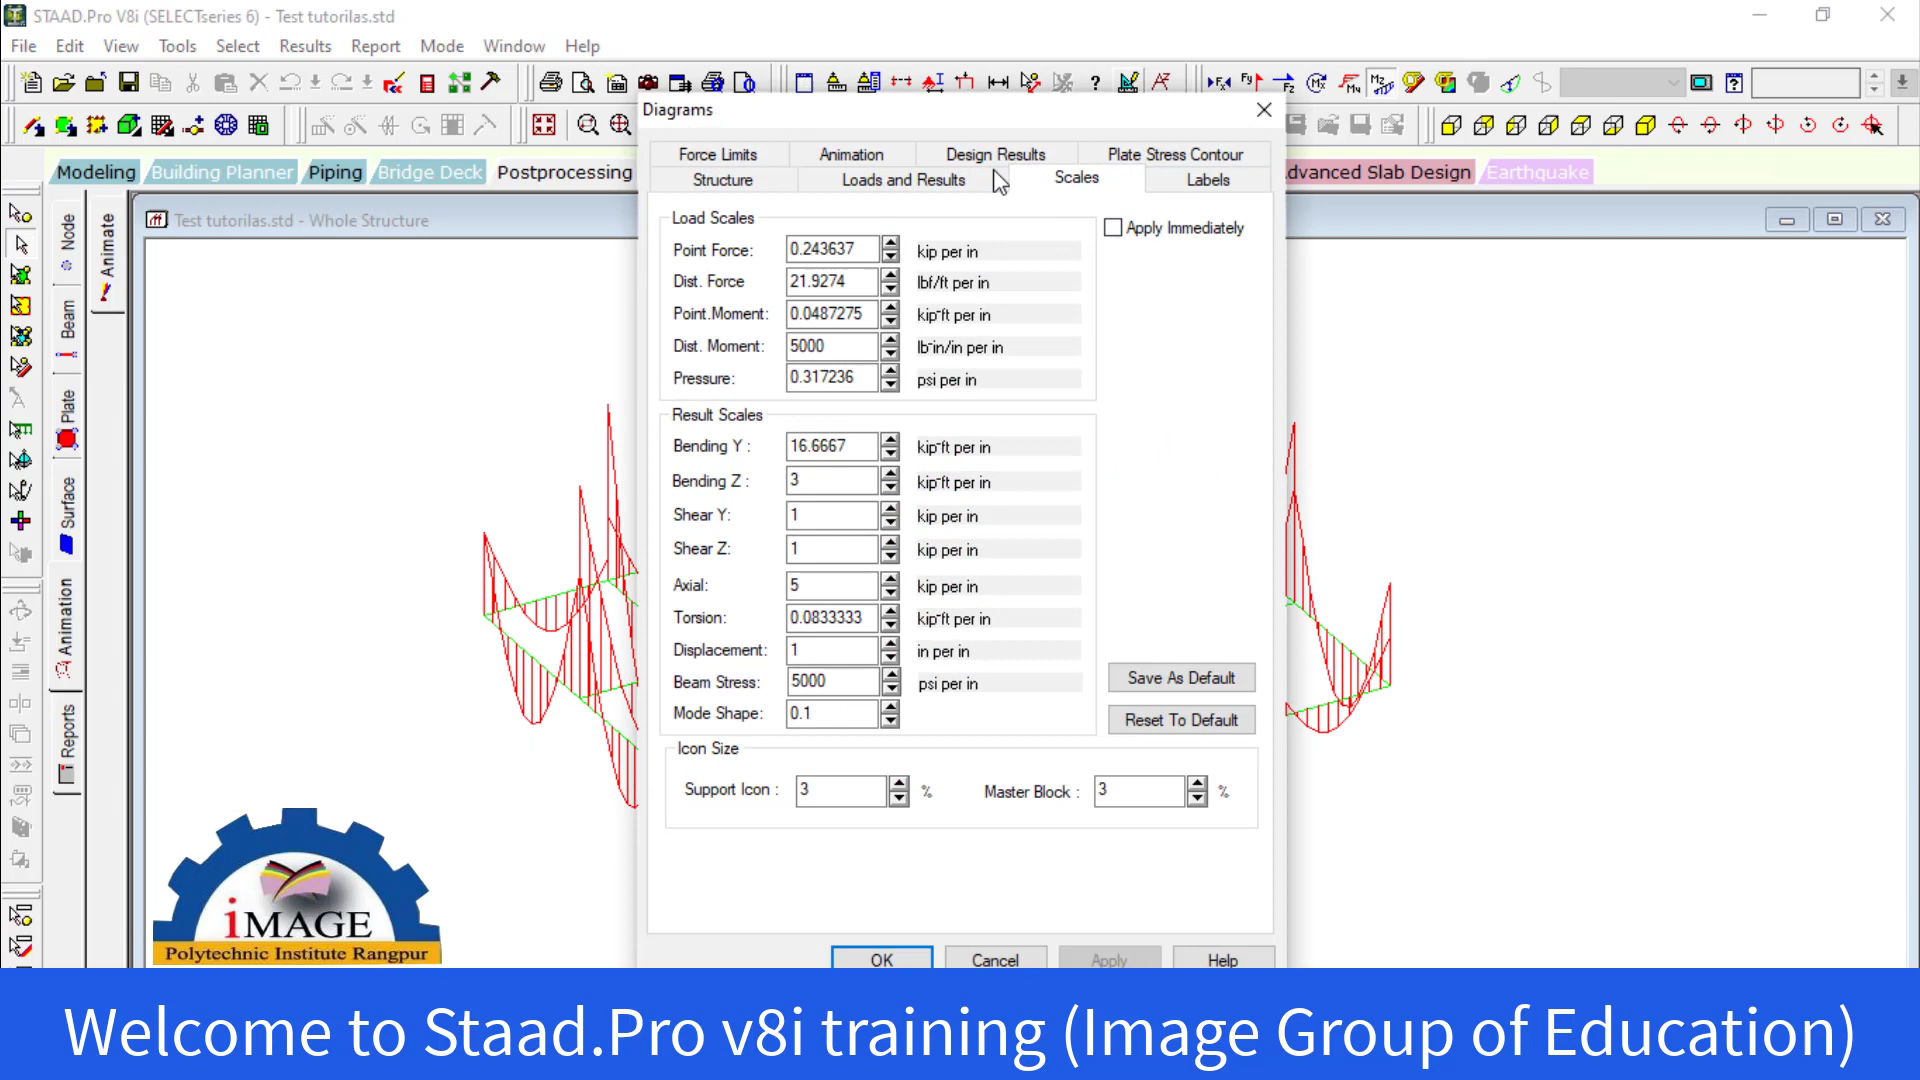 STAAD.Pro V8i (SELECTseries 6) - Test tutorilas.std
File Edit View Tools Select Results Report Mode Window Help
Modeling Building Planner Piping Bridge Deck Postprocessing
dvanced Slab Design Earthquake
Test tutorilas.std - Whole Structure
Node
Beam
Plate
Surface
Animation
Reports
Animate
Diagrams
Force Limits Animation Design Results Plate Stress Contour
Structure Loads and Results Scales Labels
Load Scales
Apply Immediately
Point Force: 0.243637 kip per in
Dist. Force 21.9274 lbf/ft per in
Point.Moment: 0.0487275 kip-ft per in
Dist. Moment: 5000 lb-in/in per in
Pressure: 0.317236 psi per in
Result Scales
Bending Y : 16.6667 kip-ft per in
Bending Z : 3 kip-ft per in
Shear Y: 1 kip per in
Shear Z: 1 kip per in
Axial: 5 kip per in
Torsion: 0.0833333 kip-ft per in
Displacement: 1 in per in
Beam Stress: 5000 psi per in
Mode Shape: 0.1
Save As Default
Reset To Default
Icon Size
Support Icon : 3 % Master Block : 3 %
OK Cancel Apply Help
iMAGE
Polytechnic Institute Rangpur
Welcome to Staad.Pro v8i training (Image Group of Education)